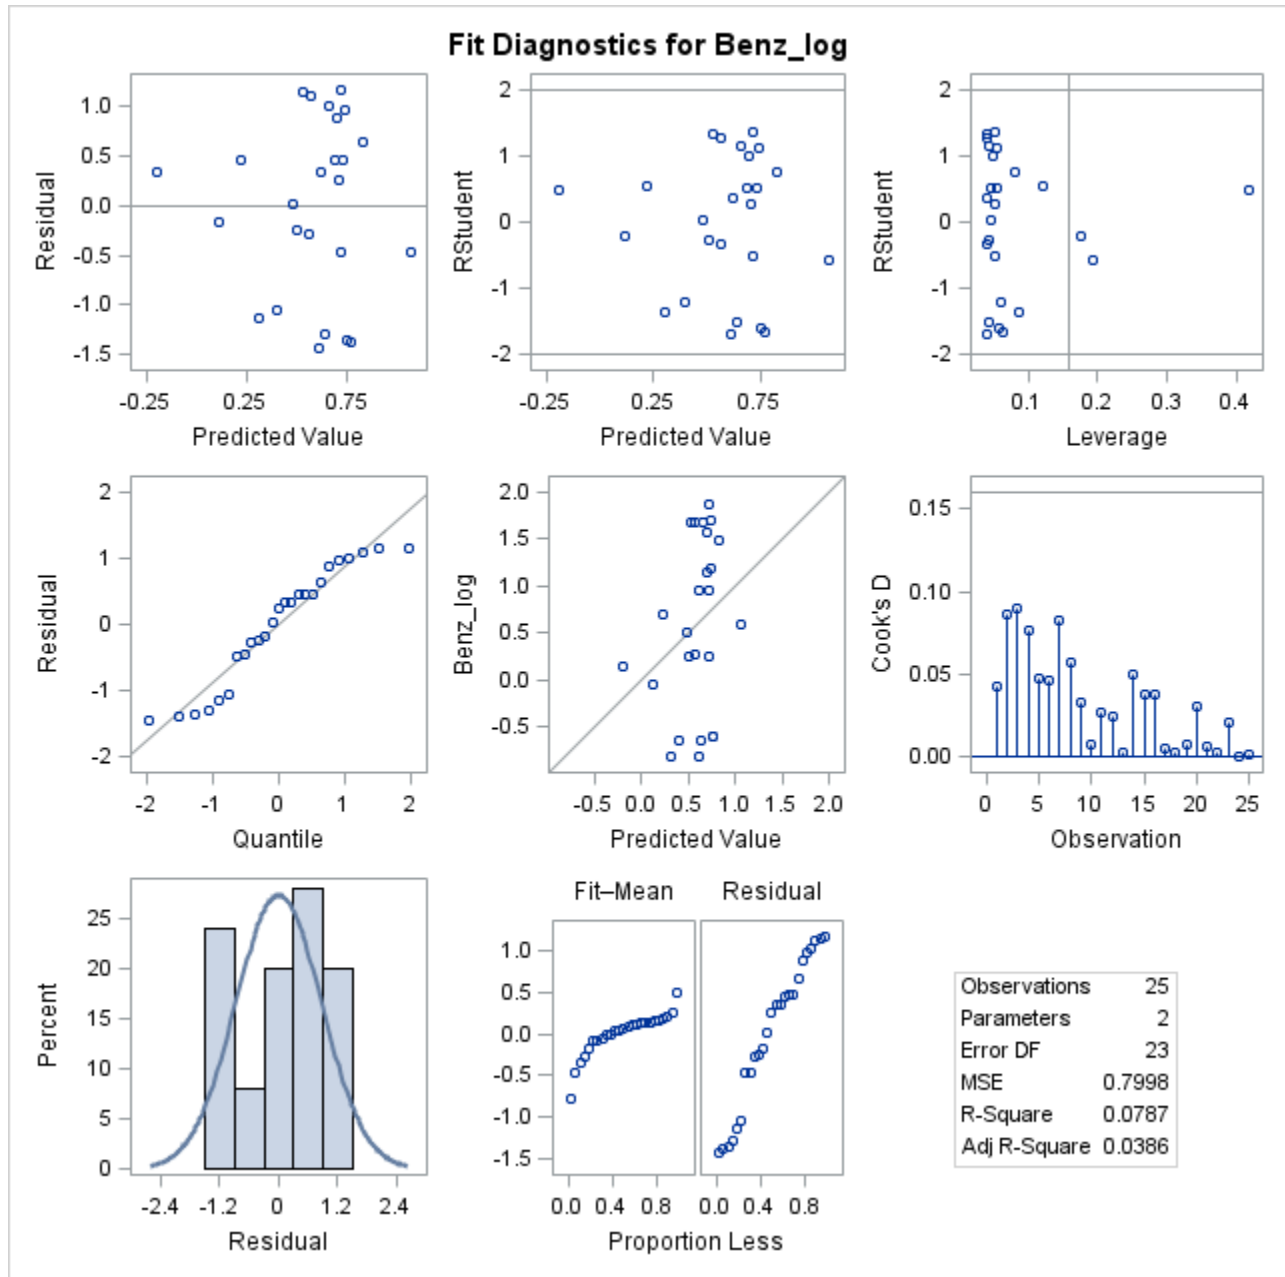 Fit Diagnostics for Benz_log
1.0
0.5
0.0
-0.5
-1.0
-1.5
Residual
-0.25 0.25 0.75
Predicted Value
2
1
0
-1
-2
RStudent
-0.25 0.25 0.75
Predicted Value
2
1
0
-1
-2
RStudent
0.1 0.2 0.3 0.4
Leverage
2
1
0
-1
-2
Residual
-2 -1 0 1 2
Quantile
2.0
1.5
1.0
0.5
0.0
-0.5
Benz_log
-0.5 0.0 0.5 1.0 1.5 2.0
Predicted Value
0.15
0.10
0.05
0.00
Cook's D
0 5 10 15 20 25
Observation
25
20
15
10
5
0
Percent
-2.4 -1.2 0 1.2 2.4
Residual
Fit–Mean Residual
1.0
0.5
0.0
-0.5
-1.0
-1.5
0.0 0.4 0.8 0.0 0.4 0.8
Proportion Less
Observations 25
Parameters 2
Error DF 23
MSE 0.7998
R-Square 0.0787
Adj R-Square 0.0386